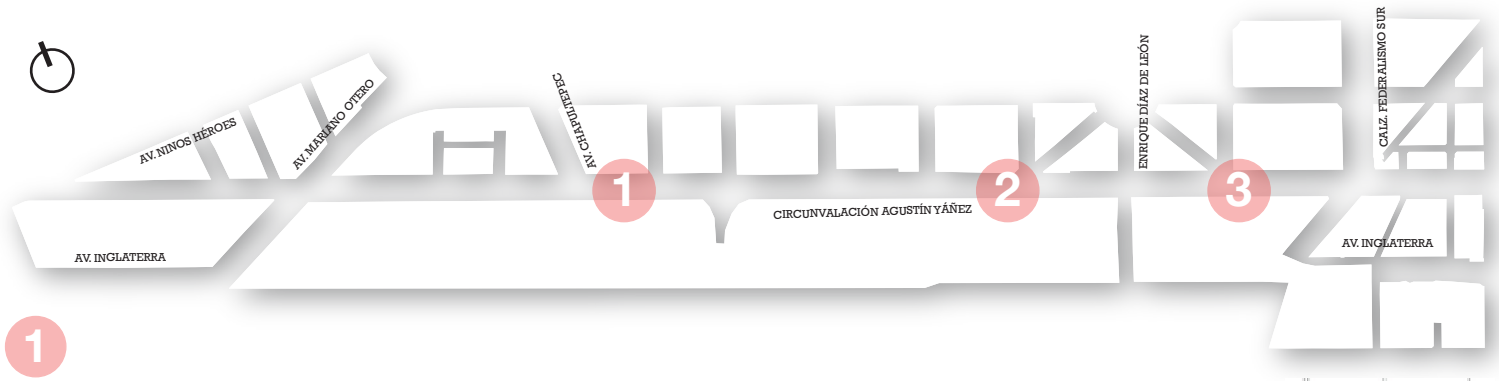 AV. NINOS HÉROES
AV. MARIANO OTERO
AV. CHAPULTEPEC
ENRIQUE DÍAZ DE LEÓN
CALZ. FEDERALISMO SUR
1
2
3
CIRCUNVALACIÓN AGUSTÍN YÁÑEZ
AV. INGLATERRA
AV. INGLATERRA
1